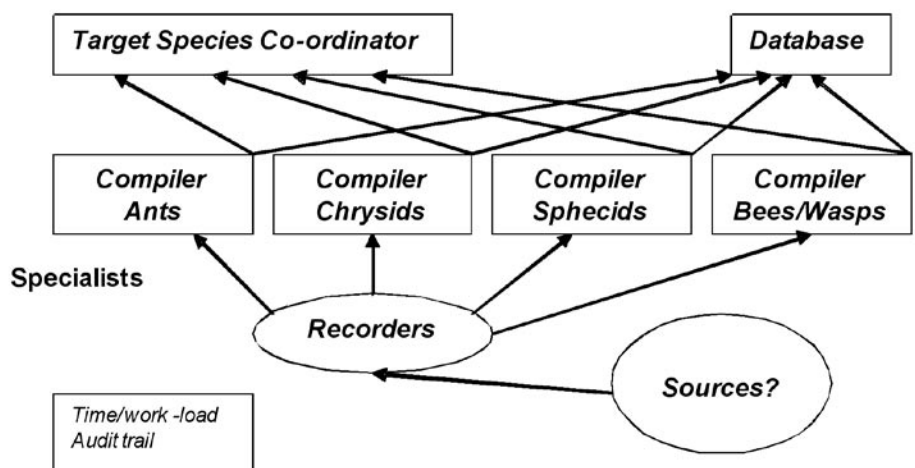 Target Species Co-ordinator
Database
Compiler
Ants
Compiler
Chrysids
Compiler
Sphecids
Compiler
Bees/Wasps
Specialists
Recorders
Sources?
Time/work -load
Audit trail